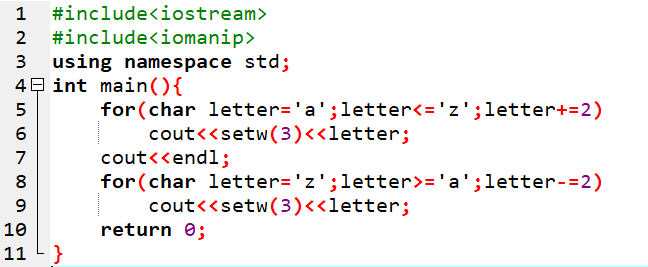 1 #include<iostream>
2 #include<iomanip>
3 using namespace std;
4 int main(){
5     for(char letter='a';letter<='z';letter+=2)
6         cout<<setw(3)<<letter;
7     cout<<endl;
8     for(char letter='z';letter>='a';letter-=2)
9         cout<<setw(3)<<letter;
10     return 0;
11 }